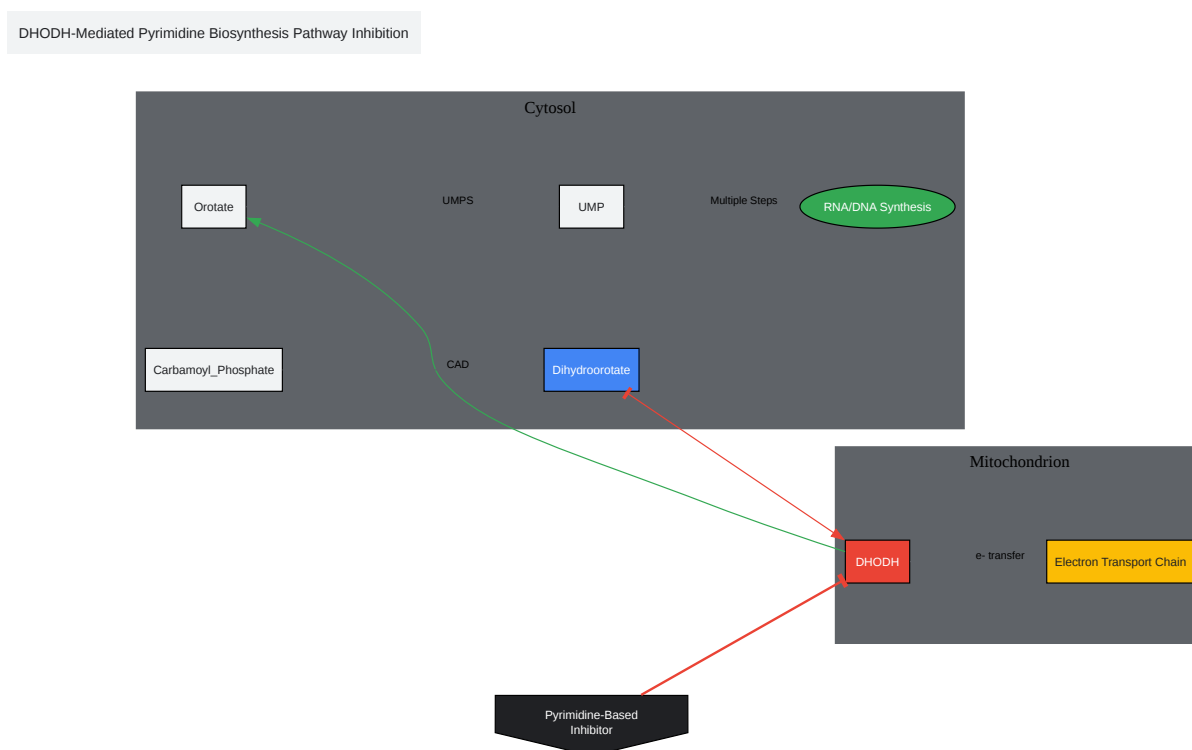 DHODH-Mediated Pyrimidine Biosynthesis Pathway Inhibition
Cytosol
Orotate
UMPS
UMP
Multiple Steps
RNA/DNA Synthesis
Carbamoyl_Phosphate
CAD
Dihydroorotate
Mitochondrion
DHODH
e- transfer
Electron Transport Chain
Pyrimidine-Based
Inhibitor